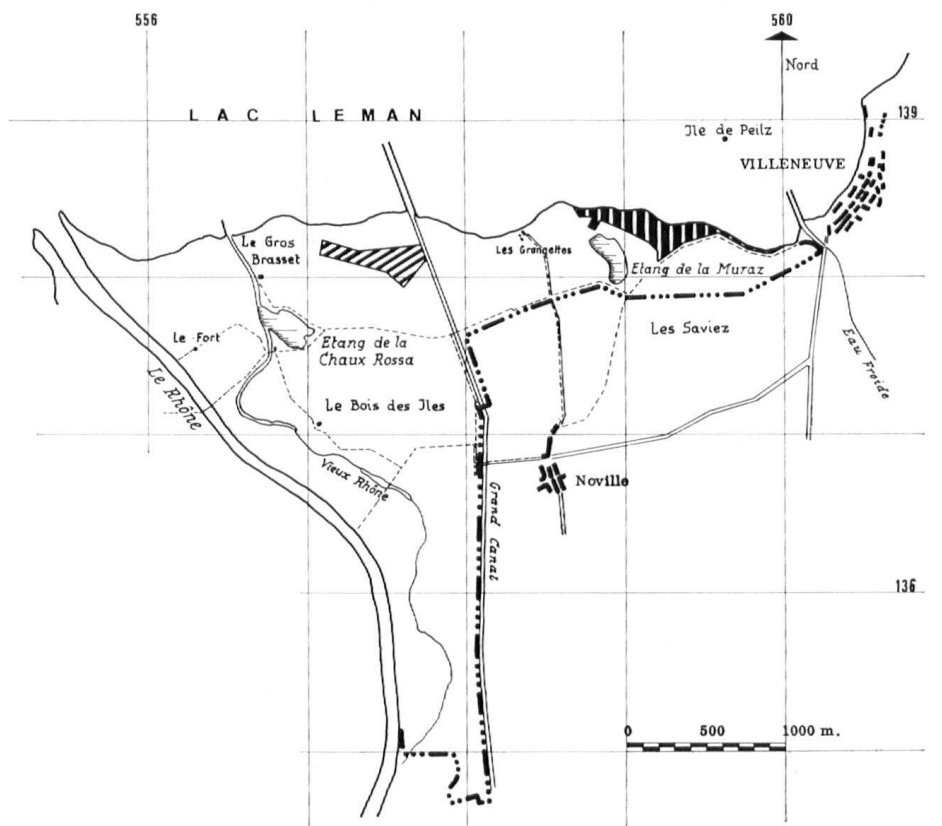 556
560
Nord
LAC LEMAN
139
Ile de Peilz
VILLENEUVE
Le Gros
Brasset
Les Grangettes
Etang de la Muraz
Le Fort
Etang de la
Chaux Rossa
Les Saviez
Eau Froide
Le Rhône
Le Bois des Iles
Vieux Rhône
Noville
Grand Canal
136
0 500 1000 m.